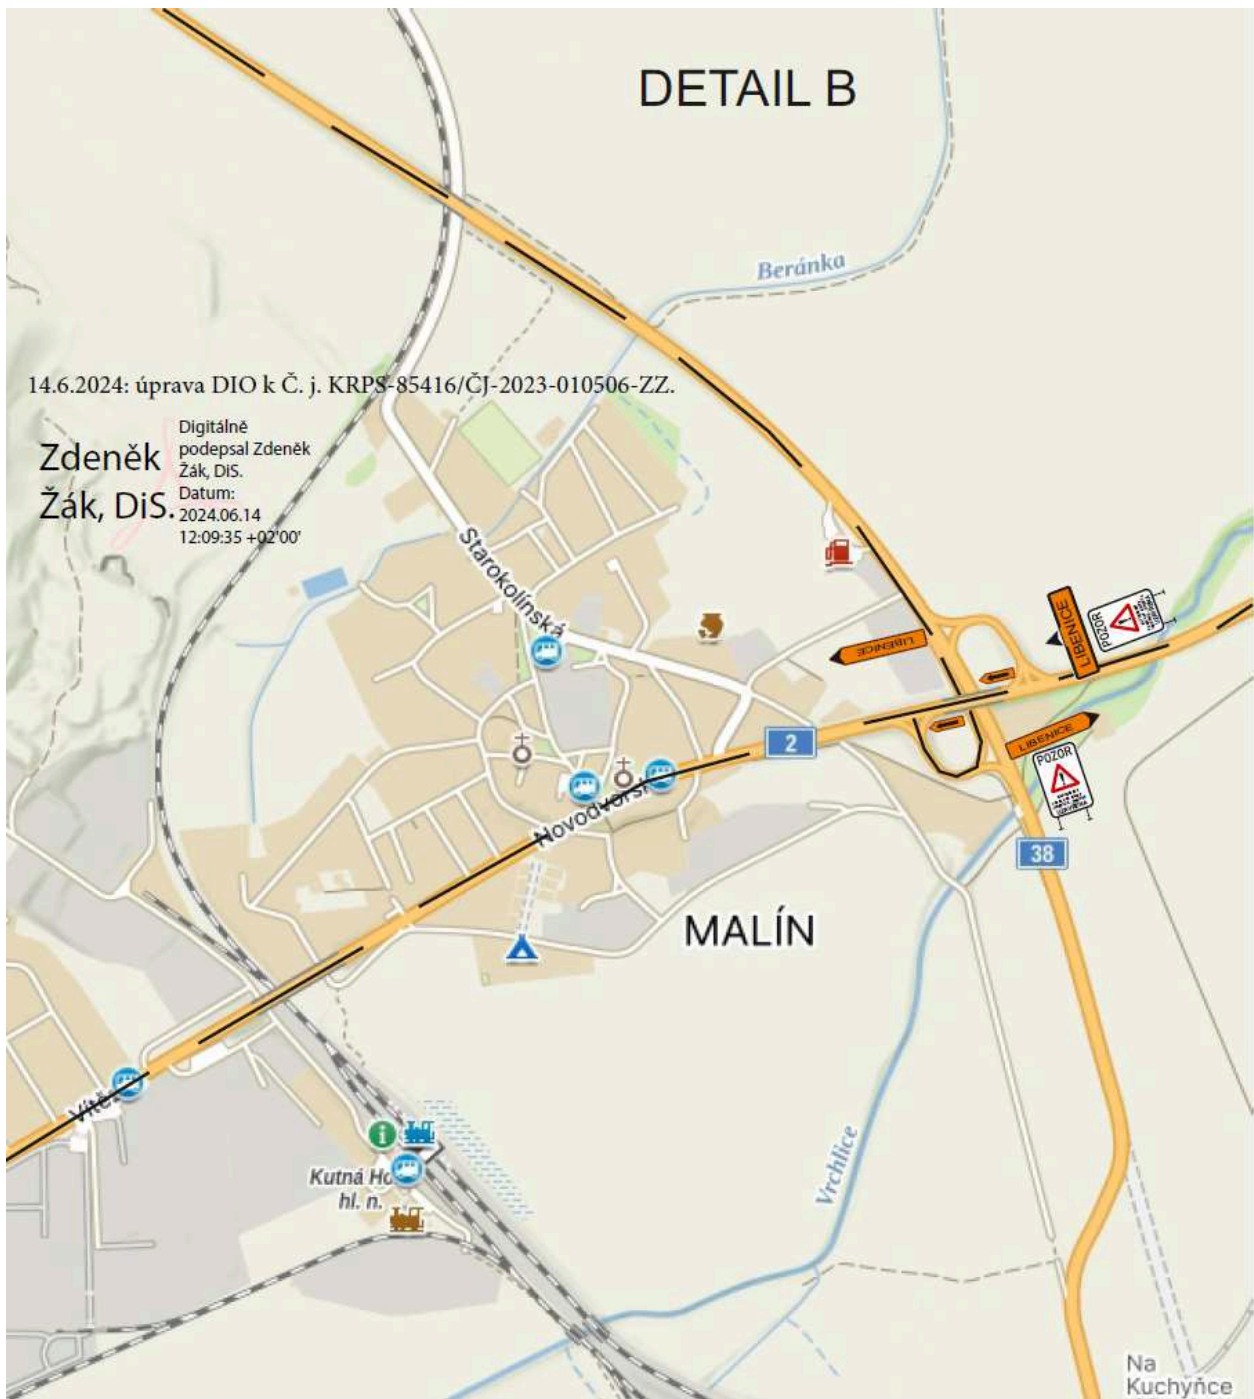 DETAIL B
Beránka
14.6.2024: úprava DIO k Č. j. KRPS-85416/ČJ-2023-010506-ZZ.
Zdeněk
Žák, DiS.
Digitálně
podepsal Zdeněk
Žák, DiS.
Datum:
2024.06.14
12:09:35 +02'00'
Starokolínská
LIBENICE
LIBENICE
POZOR
2
LIBENICE
POZOR
Novodvorská
38
MALÍN
Kutná Ho
hl. n.
Vrchlice
Na
Kuchyňce